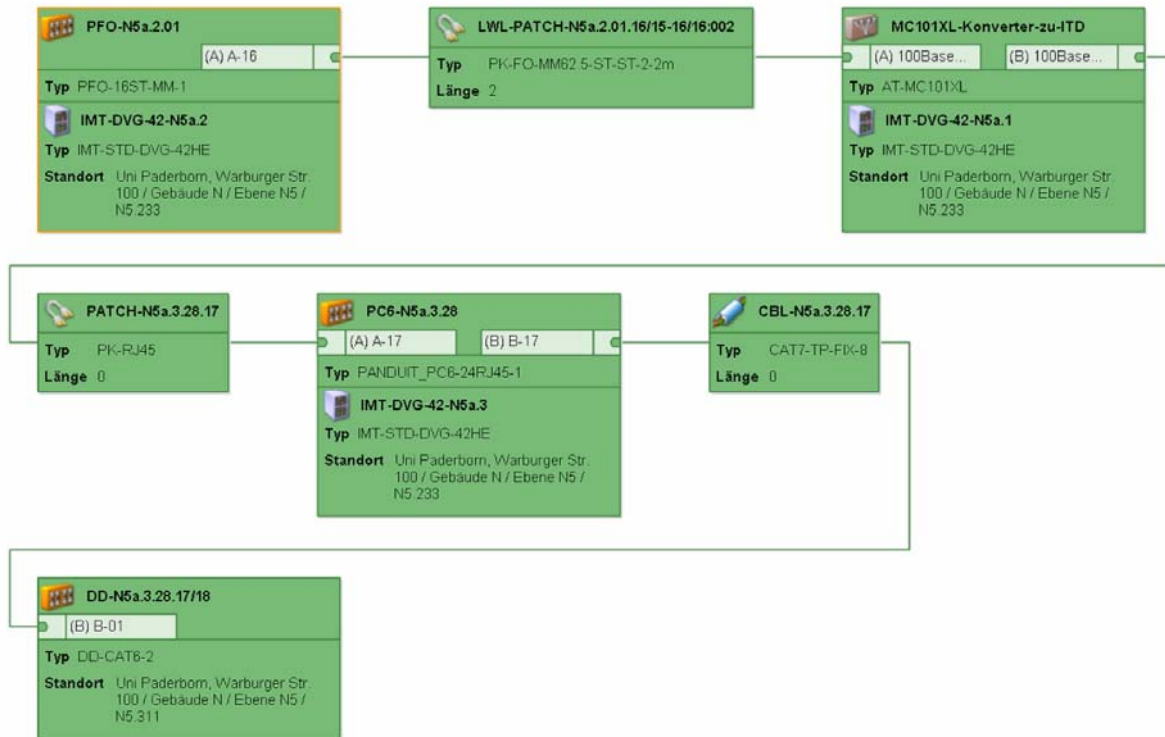 PFO-N5a.2.01
(A) A-16
Typ PFO-16ST-MM-1
IMT-DVG-42-N5a.2
Typ IMT-STD-DVG-42HE
Standort Uni Paderborn, Warburger Str.
100 / Gebäude N / Ebene N5 /
N5.233
LWL-PATCH-N5a.2.01.16/15-16/16:002
Typ PK-FO-MM62.5-ST-ST-2-2m
Länge 2
MC101XL-Konverter-zu-ITD
(A) 100Base... (B) 100Base...
Typ AT-MC101XL
IMT-DVG-42-N5a.1
Typ IMT-STD-DVG-42HE
Standort Uni Paderborn, Warburger Str.
100 / Gebäude N / Ebene N5 /
N5.233
PATCH-N5a.3.28.17
Typ PK-RJ45
Länge 0
PC6-N5a.3.28
(A) A-17 (B) B-17
Typ PANDUIT_PC6-24RJ45-1
IMT-DVG-42-N5a.3
Typ IMT-STD-DVG-42HE
Standort Uni Paderborn, Warburger Str.
100 / Gebäude N / Ebene N5 /
N5.233
CBL-N5a.3.28.17
Typ CAT7-TP-FIX-8
Länge 0
DD-N5a.3.28.17/18
(B) B-01
Typ DD-CAT6-2
Standort Uni Paderborn, Warburger Str.
100 / Gebäude N / Ebene N5 /
N5.311